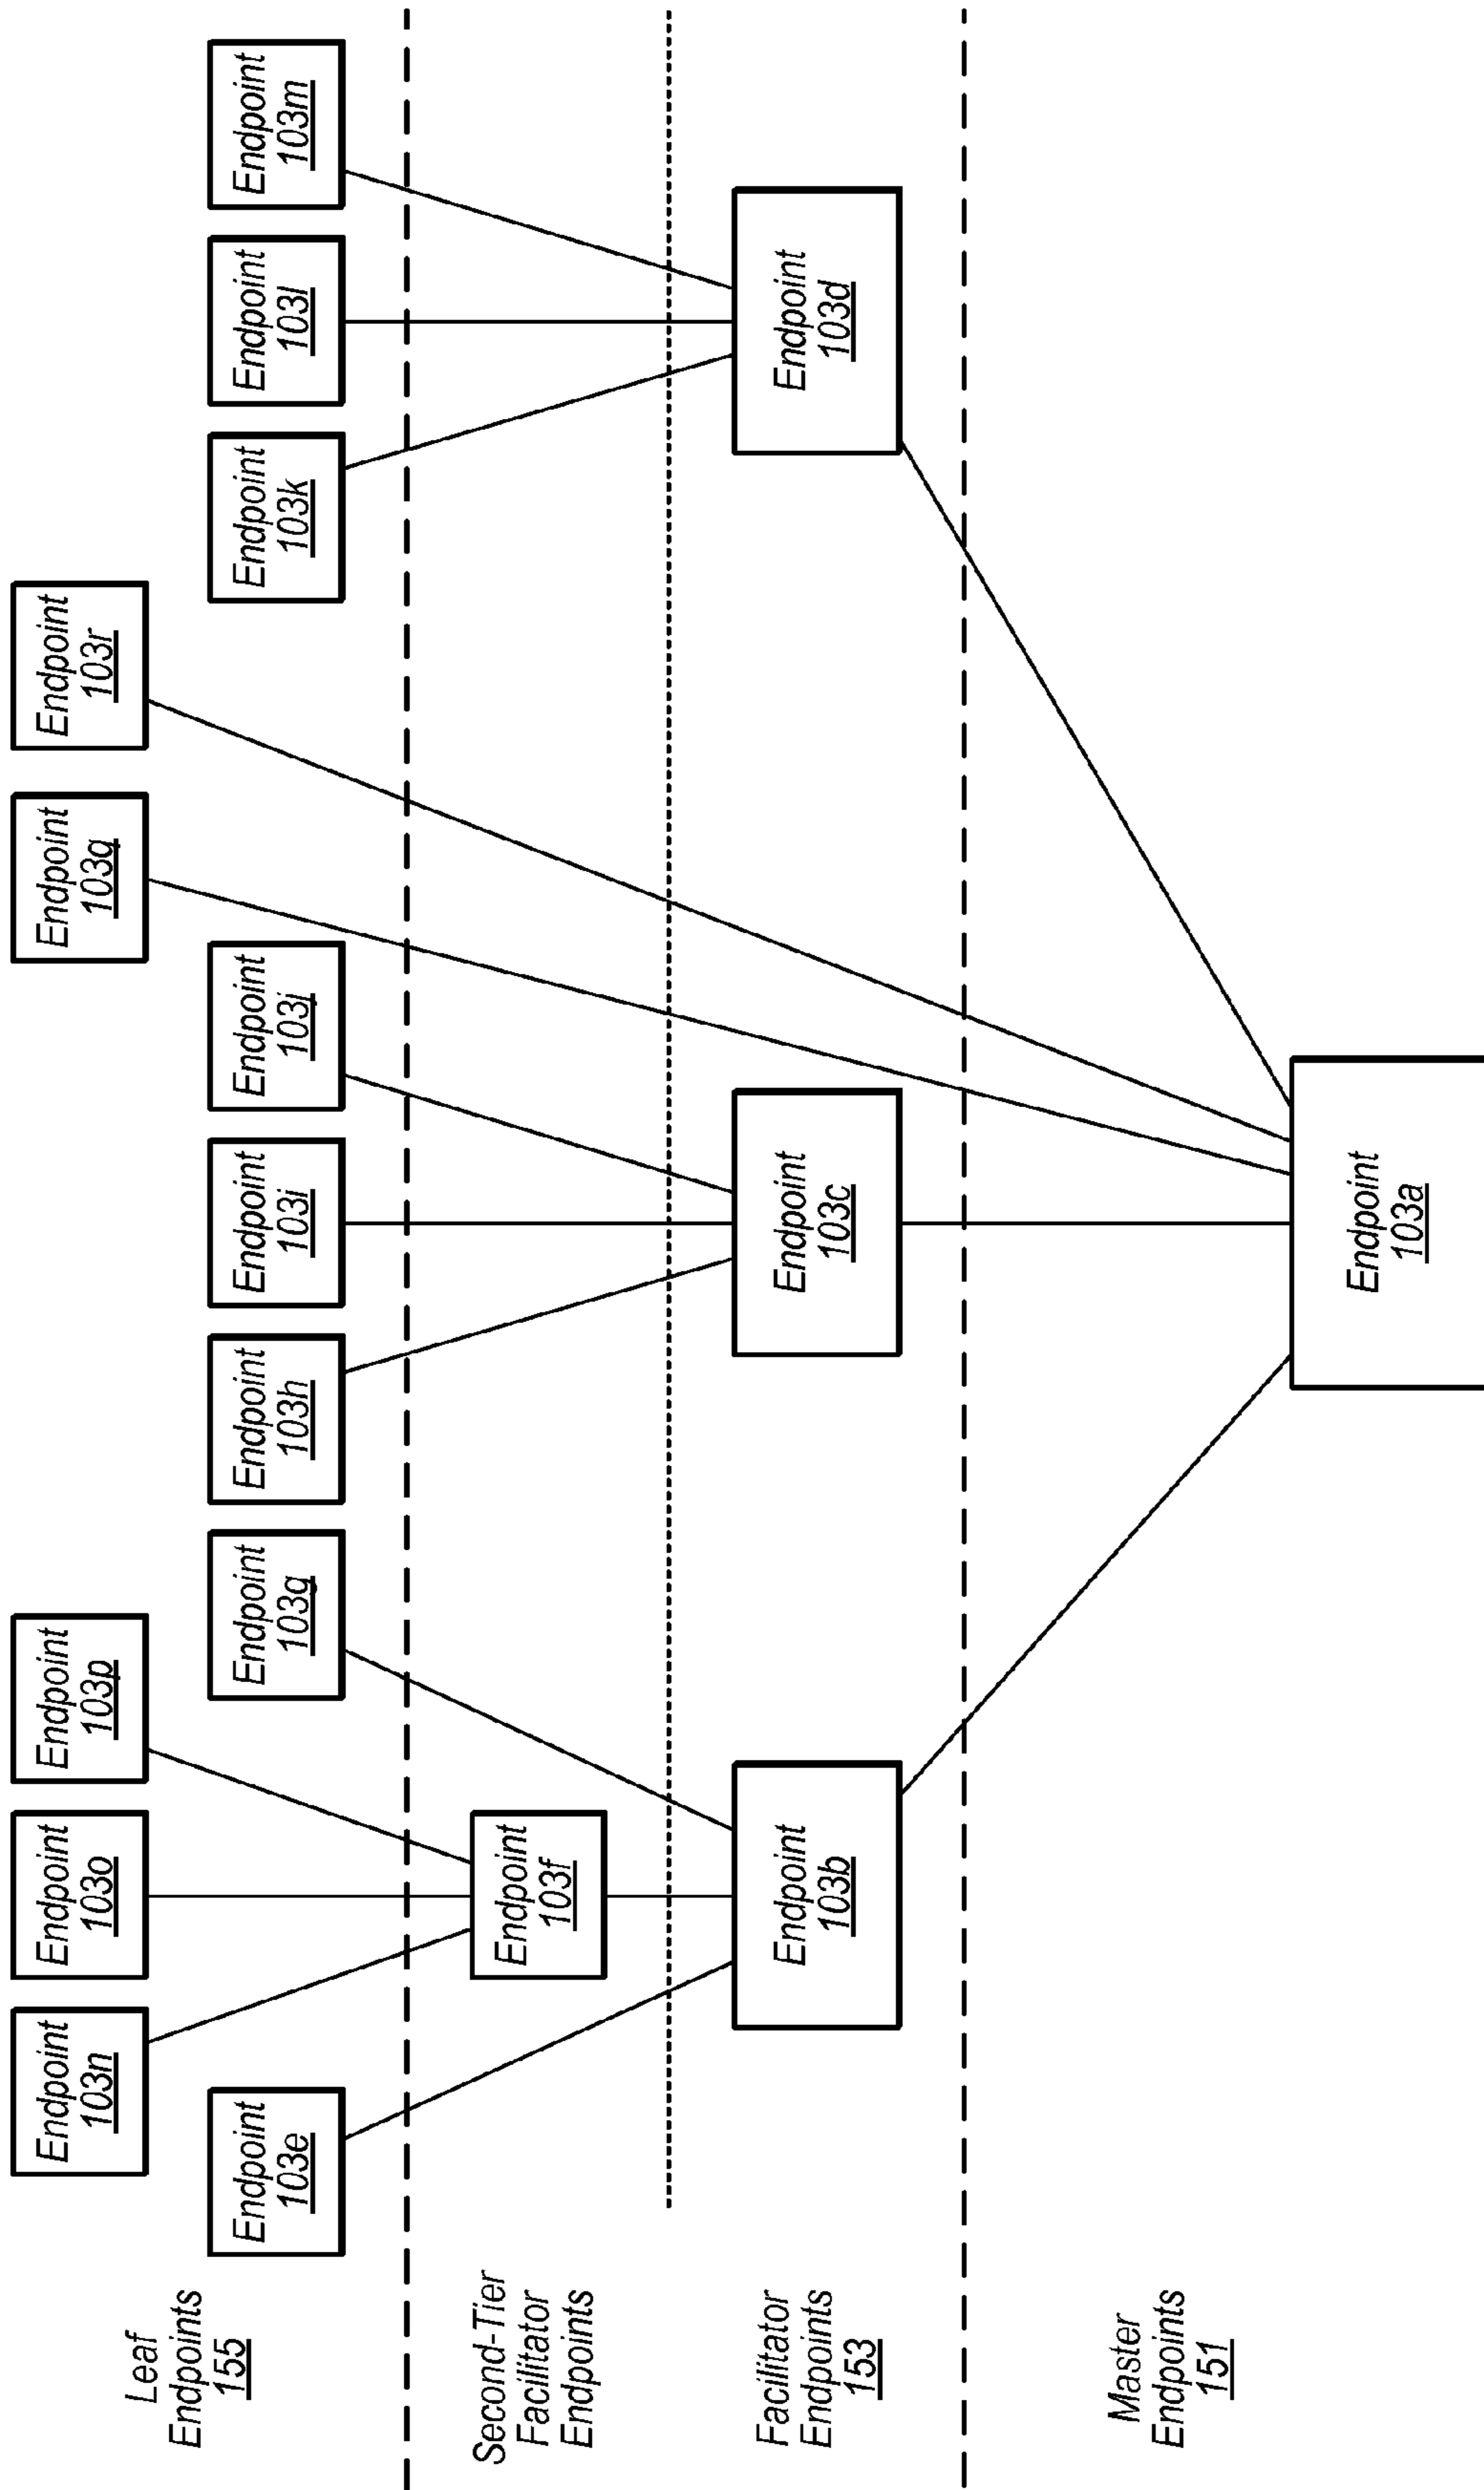 Endpoint
103n
Endpoint
103o
Endpoint
103p
Endpoint
103q
Endpoint
103r
Leaf
Endpoints
155
Endpoint
103e
Endpoint
103g
Endpoint
103h
Endpoint
103i
Endpoint
103j
Endpoint
103k
Endpoint
103l
Endpoint
103m
Second-Tier
Facilitator
Endpoints
Endpoint
103f
Facilitator
Endpoints
153
Endpoint
103b
Endpoint
103c
Endpoint
103d
Master
Endpoints
151
Endpoint
103a